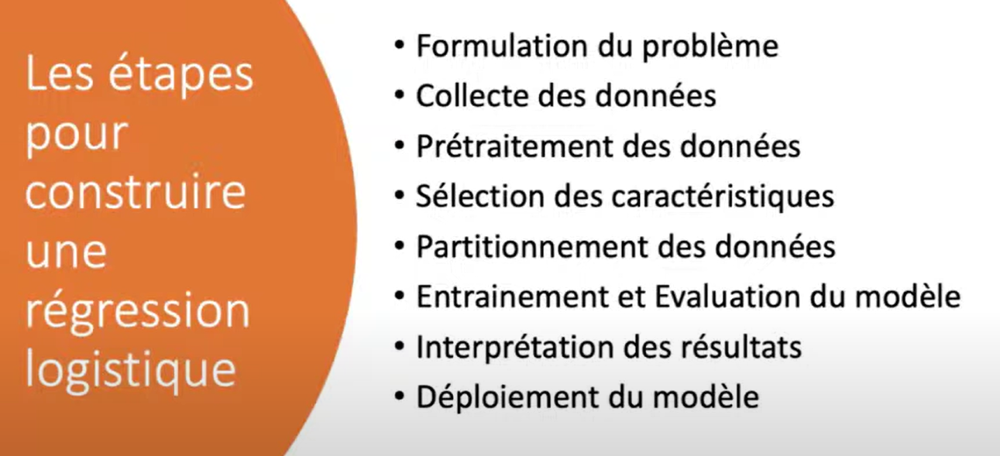 Les étapes
pour
construire
une
régression
logistique
• Formulation du problème
• Collecte des données
• Prétraitement des données
• Sélection des caractéristiques
• Partitionnement des données
• Entrainement et Evaluation du modèle
• Interprétation des résultats
• Déploiement du modèle